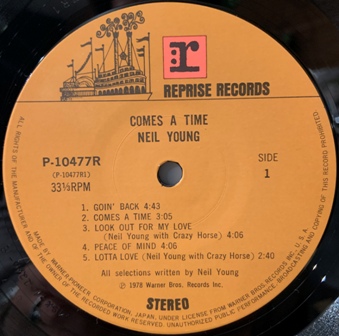 r
REPRISE RECORDS
COMES A TIME
NEIL YOUNG
P-10477R
(P-10477R1)
33⅓RPM
SIDE
1
1. GOIN' BACK 4:43
2. COMES A TIME 3:05
3. LOOK OUT FOR MY LOVE
(Neil Young with Crazy Horse) 4:06
4. PEACE OF MIND 4:06
5. LOTTA LOVE (Neil Young with Crazy Horse) 2:40
All selections written by Neil Young
℗ 1978 Warner Bros. Records Inc.
STEREO
MADE BY WARNER-PIONEER CORPORATION, JAPAN, UNDER LICENSE FROM WARNER BROS. RECORDS INC., U.S.A.
ALL RIGHTS OF THE MANUFACTURER AND OF THE OWNER OF THE RECORDED WORK RESERVED. UNAUTHORIZED PUBLIC PERFORMANCE, BROADCASTING AND COPYING OF THIS RECORD PROHIBITED